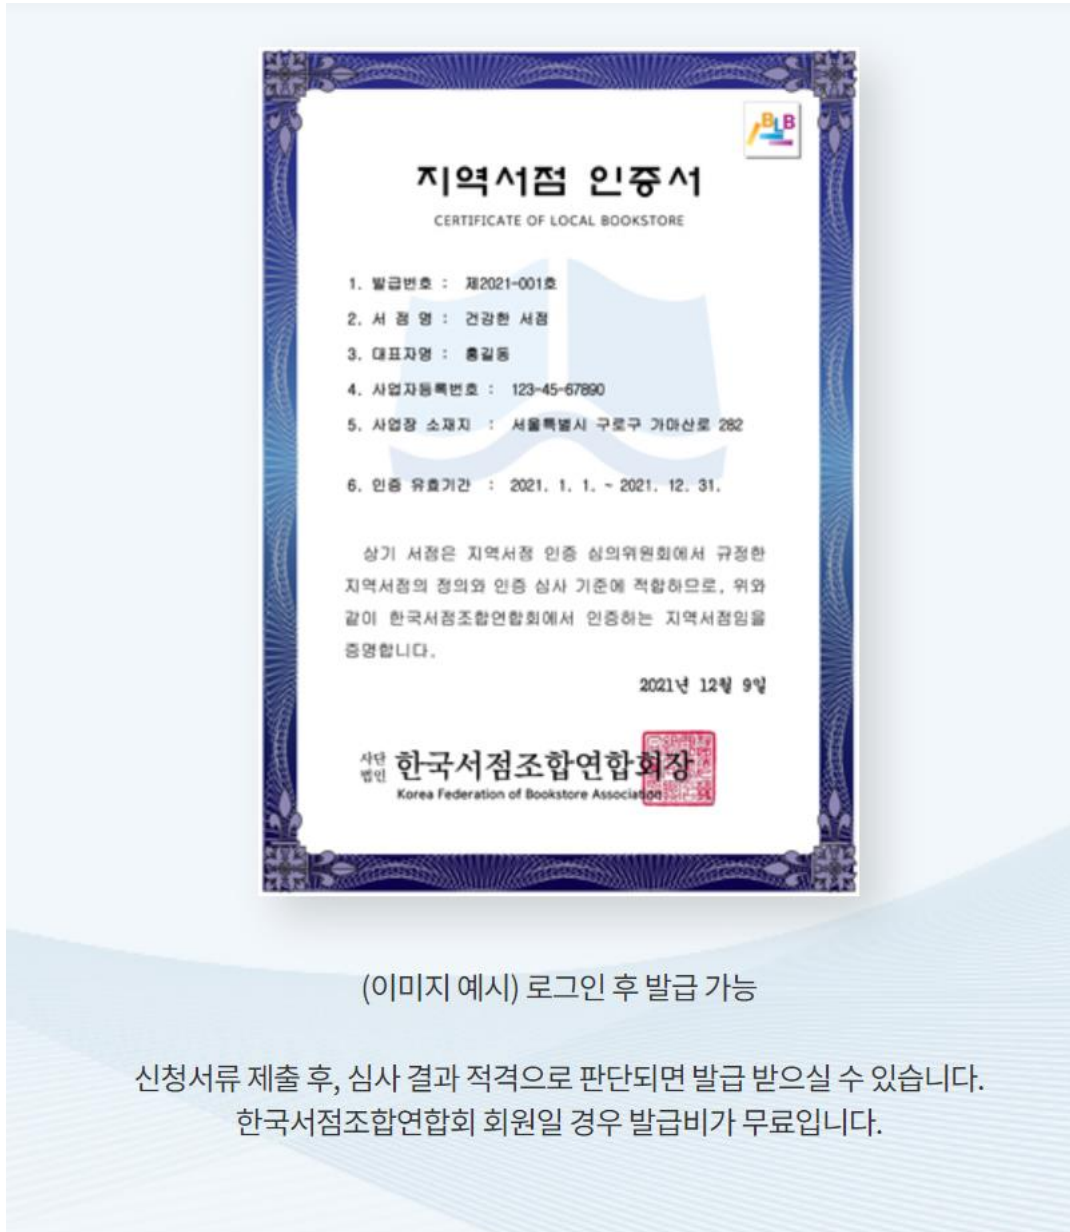 BLB
지역서점 인증서
CERTIFICATE OF LOCAL BOOKSTORE
1. 발급번호 : 제2021-001호
2. 서 점 명 : 건강한 서점
3. 대표자명 : 홍길동
4. 사업자등록번호 : 123-45-67890
5. 사업장 소재지 : 서울특별시 구로구 가마산로 282
6. 인증 유효기간 : 2021. 1. 1. ~ 2021. 12. 31.
상기 서점은 지역서점 인증 심의위원회에서 규정한
지역서점의 정의와 인증 심사 기준에 적합하므로, 위와
같이 한국서점조합연합회에서 인증하는 지역서점임을
증명합니다.
2021년 12월 9일
사단법인 한국서점조합연합회장
Korea Federation of Bookstore Association
(이미지 예시) 로그인 후 발급 가능
신청서류 제출 후, 심사 결과 적격으로 판단되면 발급 받으실 수 있습니다.
한국서점조합연합회 회원일 경우 발급비가 무료입니다.